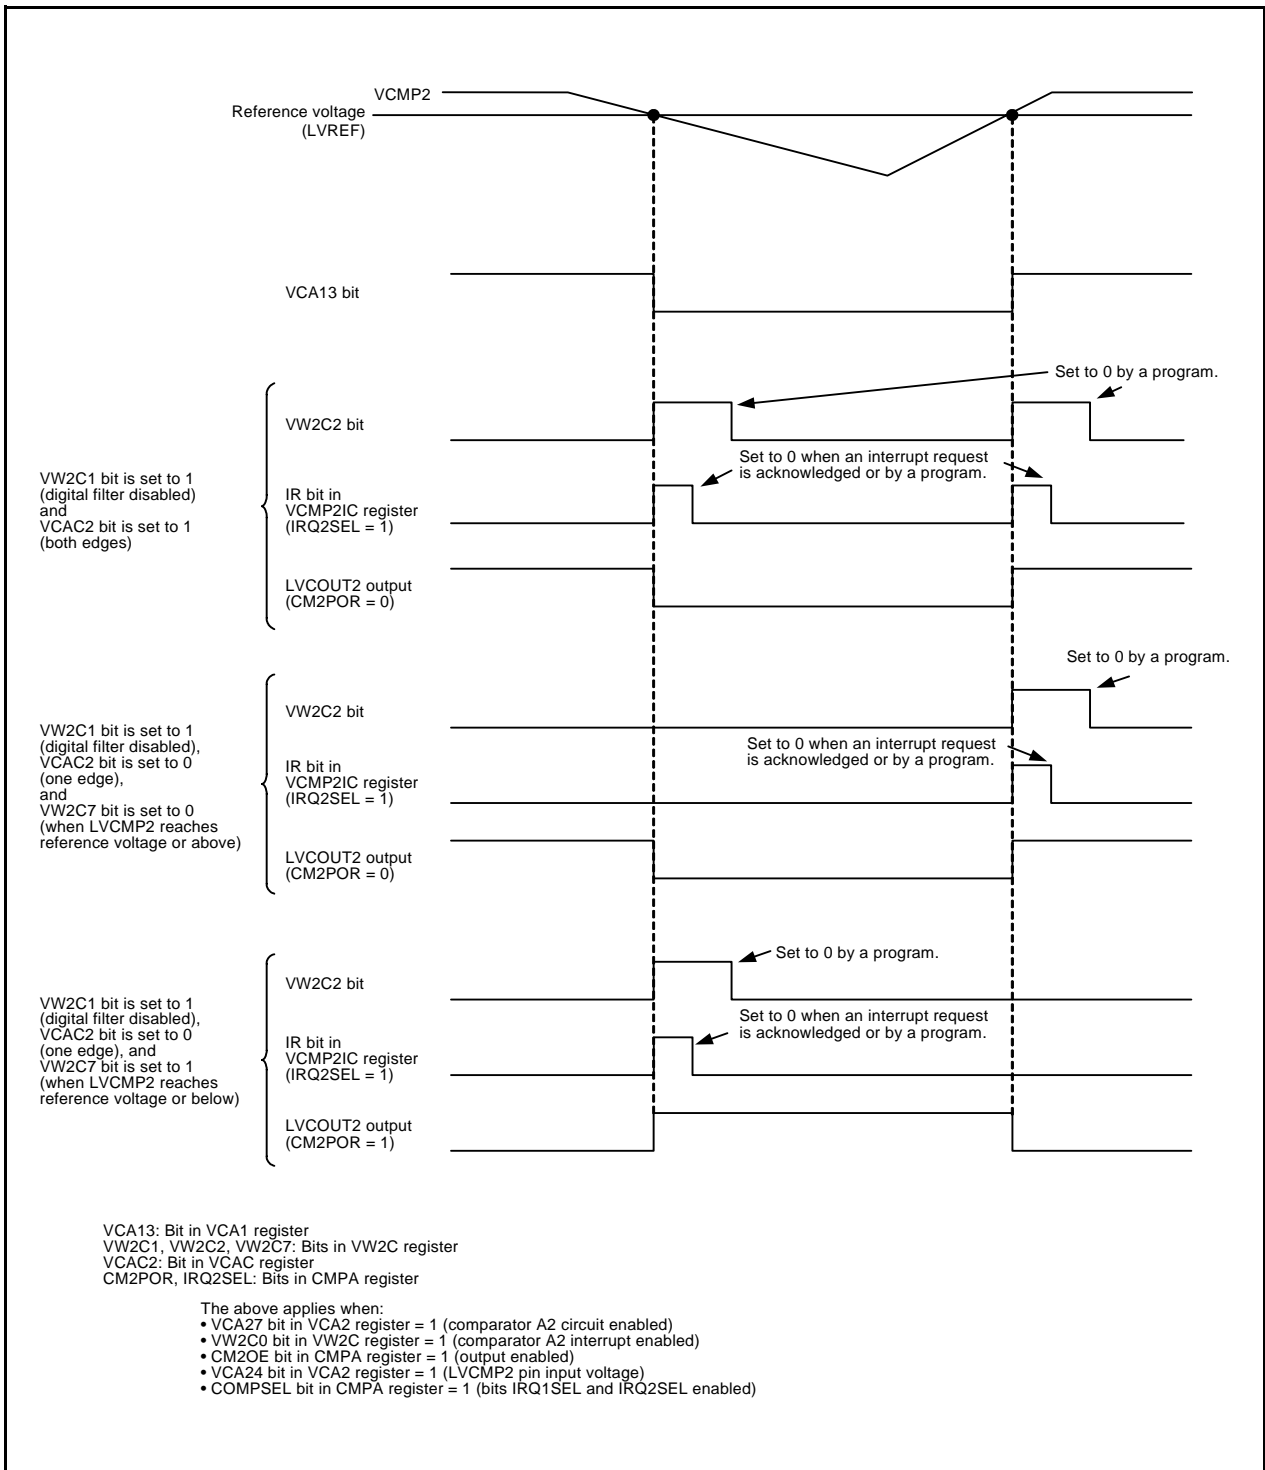 VCMP2
Reference voltage
(LVREF)
VCA13 bit
Set to 0 by a program.
VW2C2 bit
Set to 0 when an interrupt request
is acknowledged or by a program.
VW2C1 bit is set to 1
(digital filter disabled)
and
VCAC2 bit is set to 1
(both edges)
IR bit in
VCMP2IC register
(IRQ2SEL = 1)
LVCOUT2 output
(CM2POR = 0)
Set to 0 by a program.
VW2C2 bit
VW2C1 bit is set to 1
(digital filter disabled),
VCAC2 bit is set to 0
(one edge),
and
VW2C7 bit is set to 0
(when LVCMP2 reaches
reference voltage or above)
Set to 0 when an interrupt request
is acknowledged or by a program.
IR bit in
VCMP2IC register
(IRQ2SEL = 1)
LVCOUT2 output
(CM2POR = 0)
Set to 0 by a program.
VW2C2 bit
VW2C1 bit is set to 1
(digital filter disabled),
VCAC2 bit is set to 0
(one edge), and
VW2C7 bit is set to 1
(when LVCMP2 reaches
reference voltage or below)
Set to 0 when an interrupt request
is acknowledged or by a program.
IR bit in
VCMP2IC register
(IRQ2SEL = 1)
LVCOUT2 output
(CM2POR = 1)
VCA13: Bit in VCA1 register
VW2C1, VW2C2, VW2C7: Bits in VW2C register
VCAC2: Bit in VCAC register
CM2POR, IRQ2SEL: Bits in CMPA register
The above applies when:
• VCA27 bit in VCA2 register = 1 (comparator A2 circuit enabled)
• VW2C0 bit in VW2C register = 1 (comparator A2 interrupt enabled)
• CM2OE bit in CMPA register = 1 (output enabled)
• VCA24 bit in VCA2 register = 1 (LVCMP2 pin input voltage)
• COMPSEL bit in CMPA register = 1 (bits IRQ1SEL and IRQ2SEL enabled)